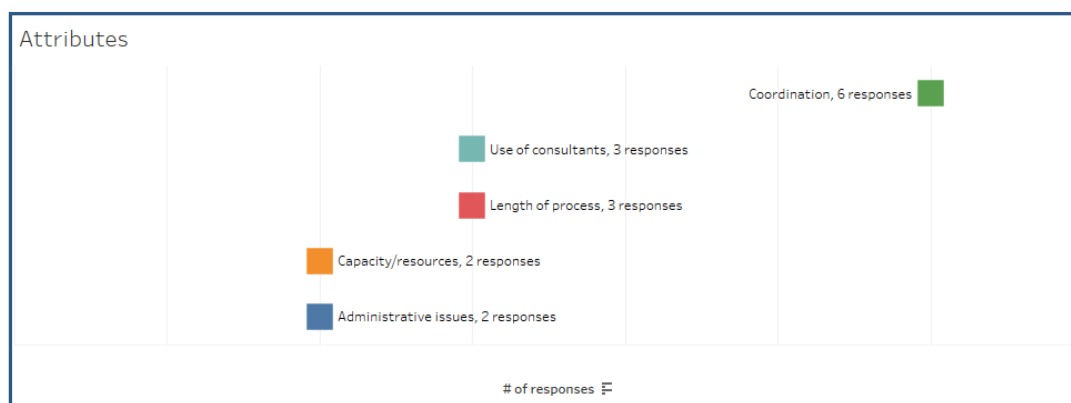 Attributes
Coordination, 6 responses
Use of consultants, 3 responses
Length of process, 3 responses
Capacity/resources, 2 responses
Administrative issues, 2 responses
# of responses